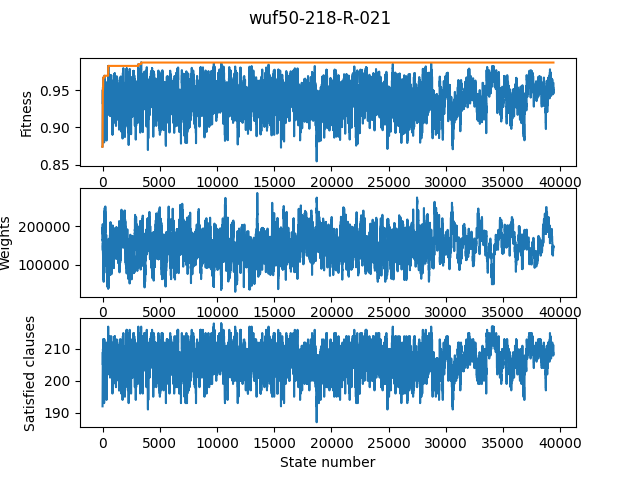 wuf50-218-R-021
Fitness
0.95
0.90
0.85
0 5000 10000 15000 20000 25000 30000 35000 40000
Weights
200000
100000
0 5000 10000 15000 20000 25000 30000 35000 40000
Satisfied clauses
210
200
190
0 5000 10000 15000 20000 25000 30000 35000 40000
State number